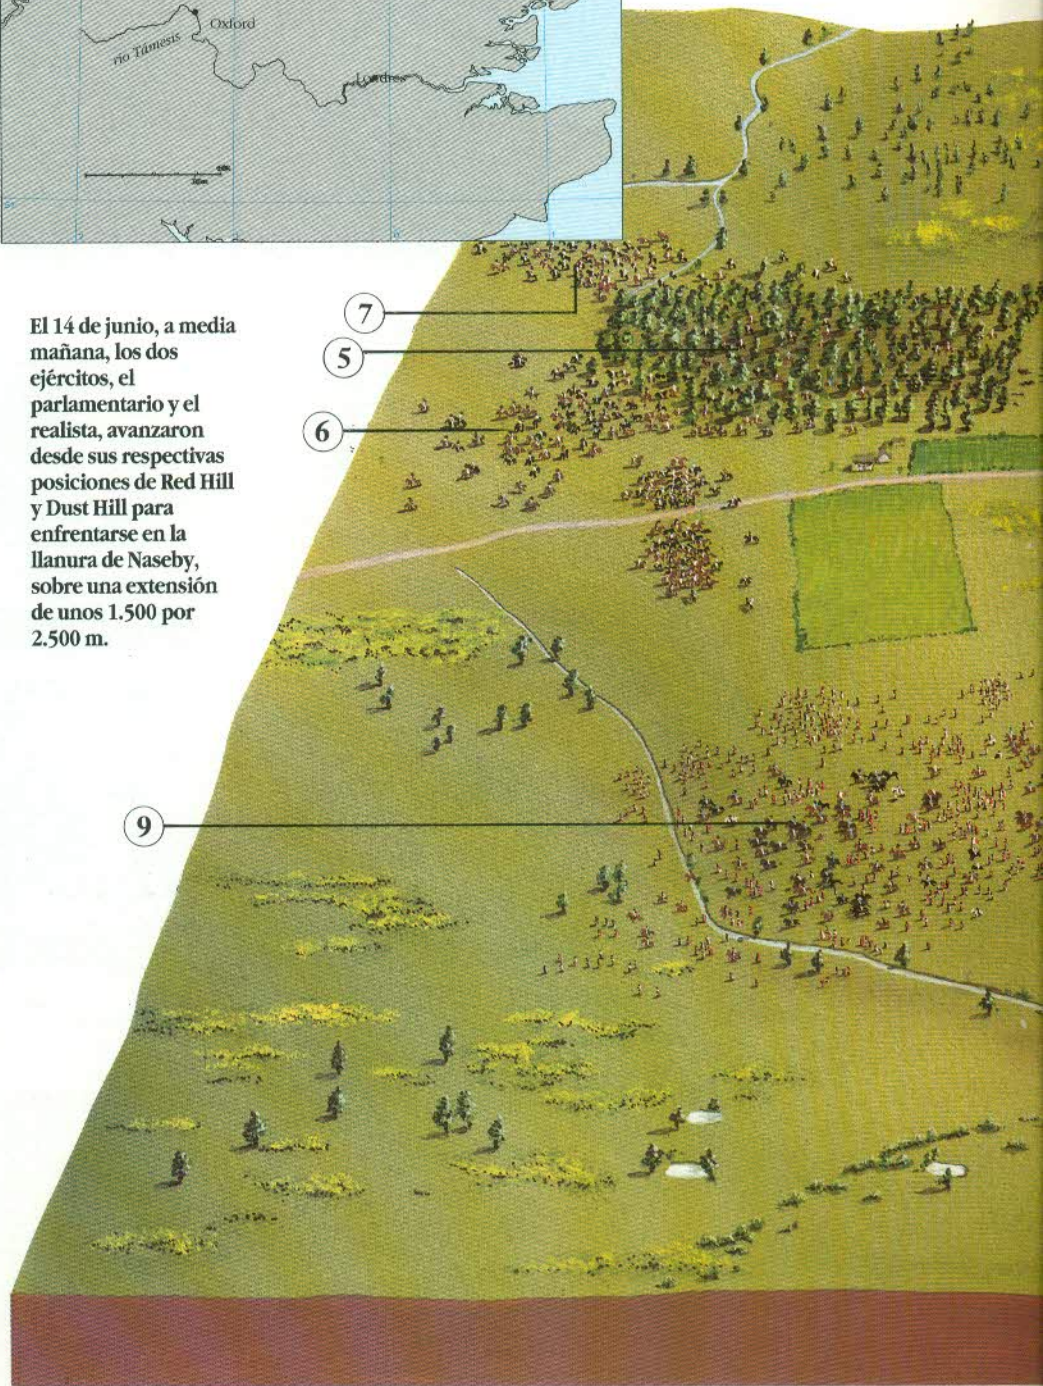 Oxford
río Támesis
Londres
7
5
6
9
El 14 de junio, a media
mañana, los dos
ejércitos, el
parlamentario y el
realista, avanzaron
desde sus respectivas
posiciones de Red Hill
y Dust Hill para
enfrentarse en la
llanura de Naseby,
sobre una extensión
de unos 1.500 por
2.500 m.